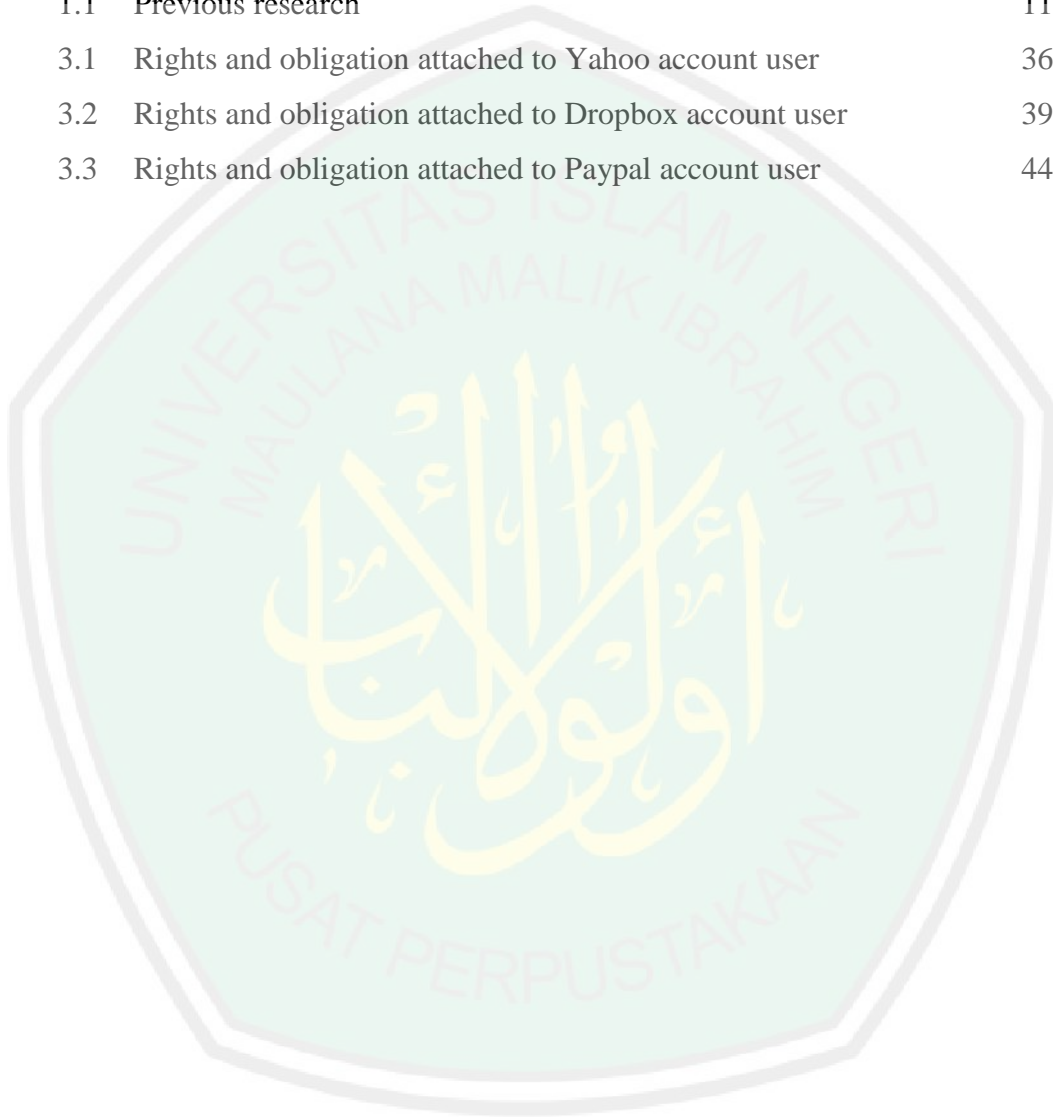 1.1 Previous research 11
3.1 Rights and obligation attached to Yahoo account user 36
3.2 Rights and obligation attached to Dropbox account user 39
3.3 Rights and obligation attached to Paypal account user 44
UNIVERSITAS ISLAM NEGERI
MAULANA MALIK IBRAHIM
أولوا الألباب
PUSAT PERPUSTAKAAN